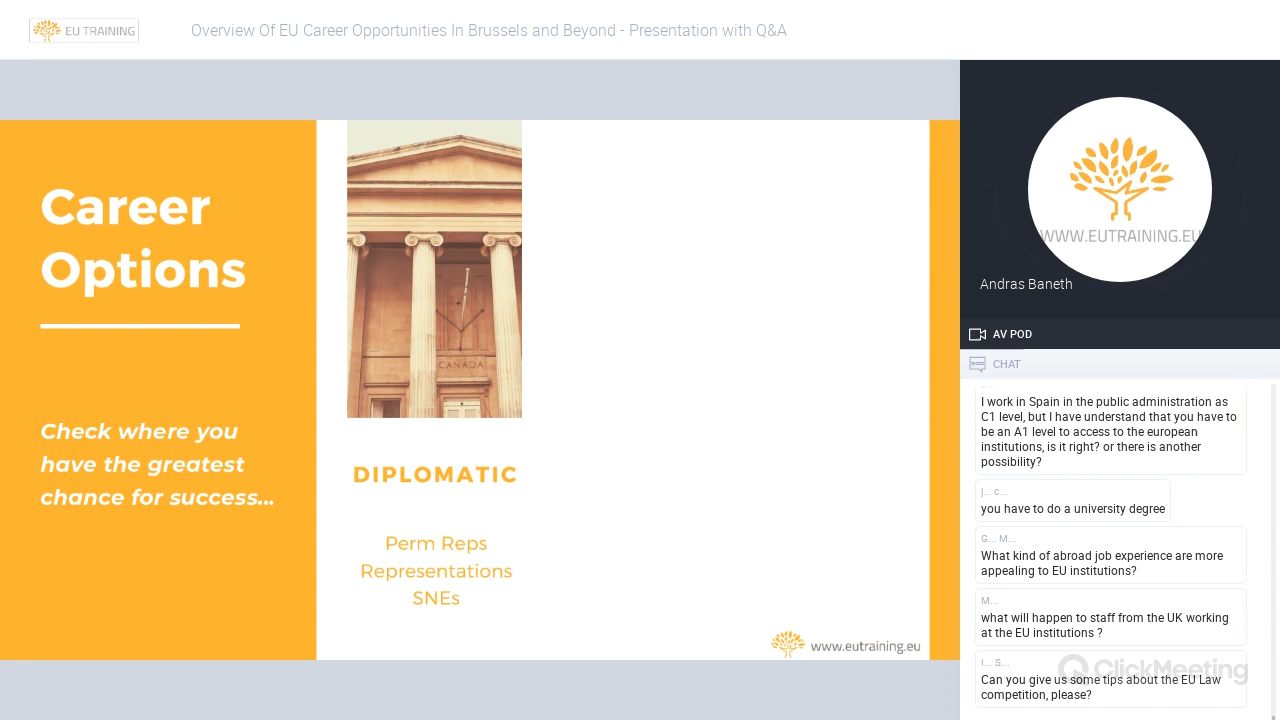 EU TRAINING
Overview Of EU Career Opportunities In Brussels and Beyond - Presentation with Q&A
Career
Options
Check where you
have the greatest
chance for success...
CANADA
DIPLOMATIC
Perm Reps
Representations
SNEs
www.eutraining.eu
WWW.EUTRAINING.EU
Andras Baneth
AV POD
CHAT
I work in Spain in the public administration as
C1 level, but I have understand that you have to
be an A1 level to access to the european
institutions, is it right? or there is another
possibility?
j... c...
you have to do a university degree
G... M...
What kind of abroad job experience are more
appealing to EU institutions?
M...
what will happen to staff from the UK working
at the EU institutions ?
I... S...
Can you give us some tips about the EU Law
competition, please?
ClickMeeting